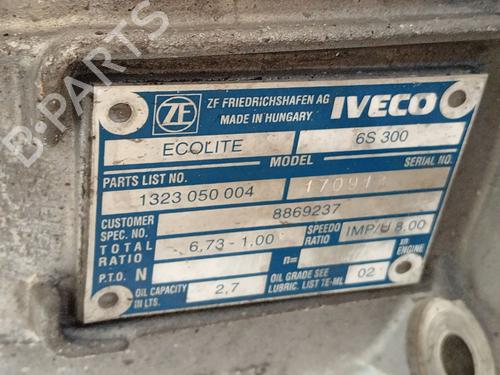 ZF
ZF FRIEDRICHSHAFEN AG
MADE IN HUNGARY
IVECO
ECOLITE
6S 300
MODEL
PARTS LIST NO.
SERIAL NO.
1323 050 004
CUSTOMER SPEC. NO.
8869237
TOTAL RATIO
6,73 - 1.00
SPEEDO RATIO
IMP/U 8.00
P.T.O. N
n=
in ENGINE
OIL CAPACITY IN LTS.
2,7
OIL GRADE SEE LUBRIC. LIST TE-ML
02
B-PARTS